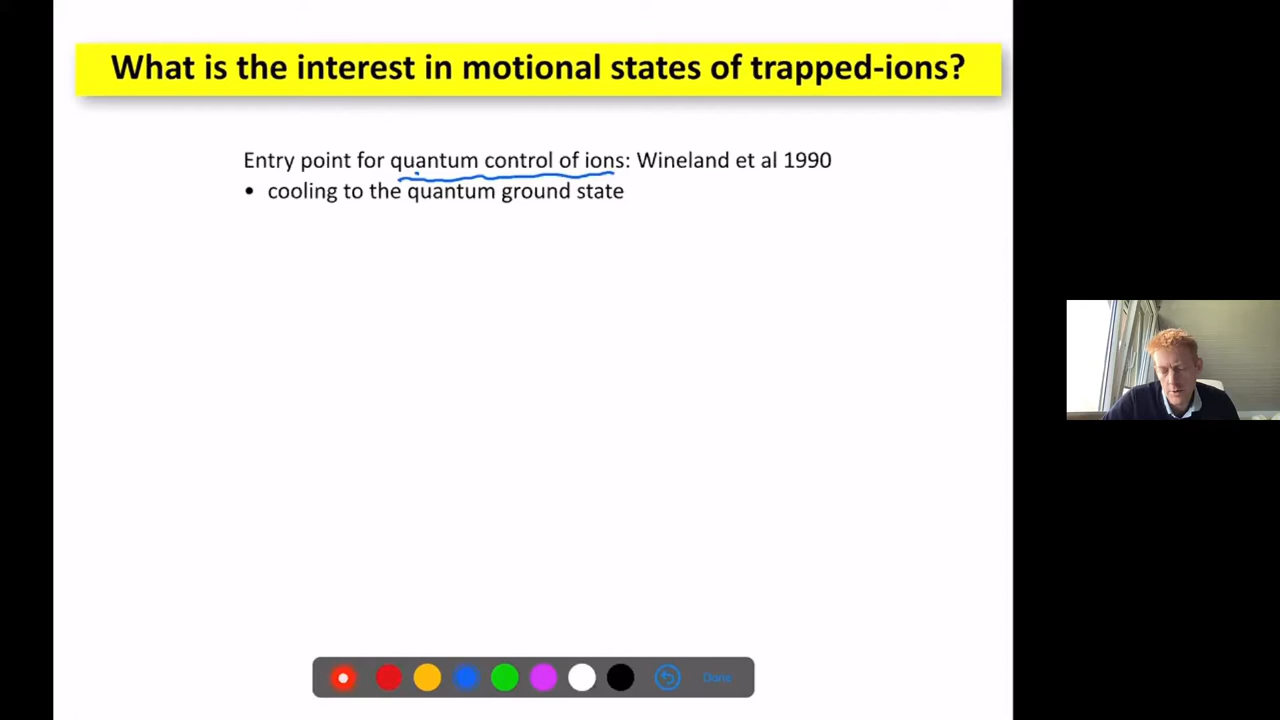 What is the interest in motional states of trapped-ions?
Entry point for quantum control of ions: Wineland et al 1990
• cooling to the quantum ground state
Done